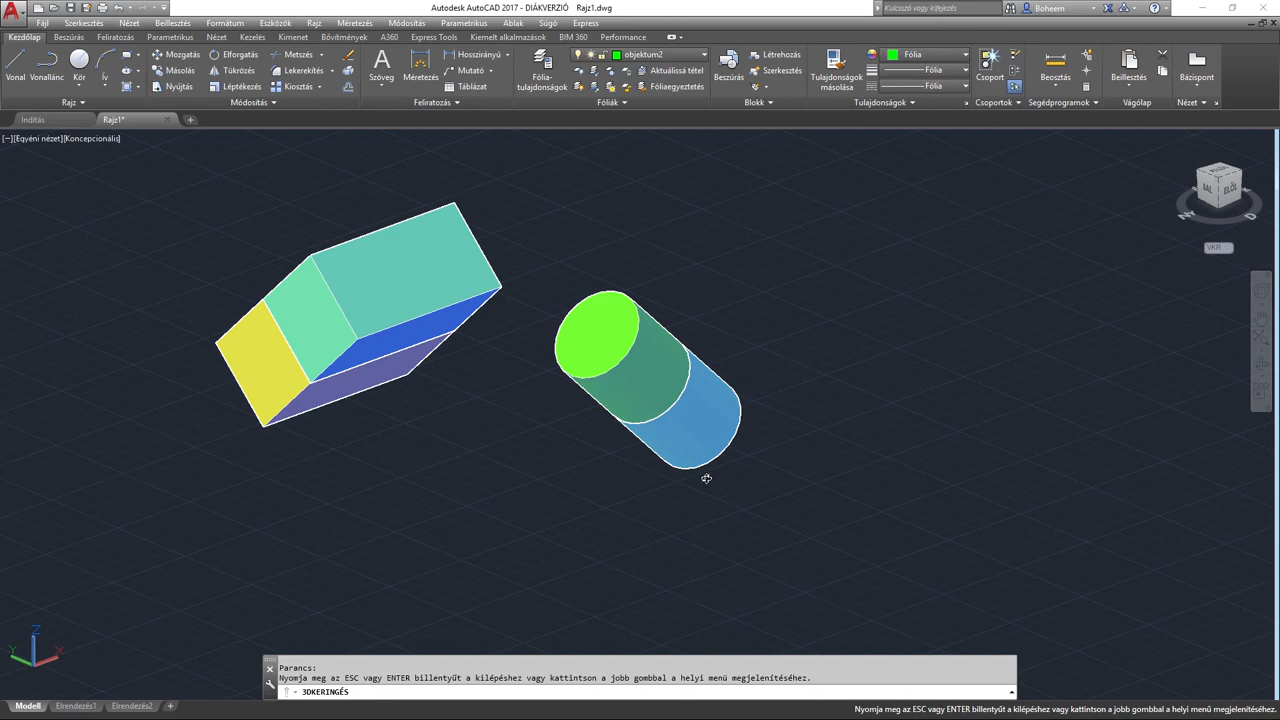 Autodesk AutoCAD 2017 - DIÁKVERZIÓ Rajz1.dwg
Kulcsszó vagy kifejezés
Boheem
Fájl Szerkesztés Nézet Beillesztés Formátum Eszközök Rajz Méretezés Módosítás Parametrikus Ablak Súgó Express
Kezdőlap Beszúrás Feliratozás Parametrikus Nézet Kezelés Kimenet Bővítmények A360 Express Tools Kiemelt alkalmazások BIM 360 Performance
Vonal Vonallánc Kör Ív
Mozgatás Elforgatás Metszés
Másolás Tükrözés Lekerekítés
Nyújtás Léptékezés Kiosztás
Szöveg Méretezés
Hosszirányú
Mutató
Táblázat
Fólia-
tulajdonságok
objektum2
Aktuálissá tétel
Fóliaegyeztetés
Beszúrás
Létrehozás
Szerkesztés
Tulajdonságok
másolása
Fólia
Fólia
Fólia
Csoport
Beosztás
Beillesztés
Bázispont
Rajz Módosítás Feliratozás Fóliák Blokk Tulajdonságok Csoportok Segédprogramok Vágólap Nézet
Indítás Rajz1*
[−][Egyéni nézet][Koncepcionális]
BAL ELÖL
Ny D
VKR
Z
Y X
Parancs:
Nyomja meg az ESC vagy ENTER billentyűt a kilépéshez vagy kattintson a jobb gombbal a helyi menü megjelenítéséhez.
3DKERINGÉS
Modell Elrendezés1 Elrendezés2
Nyomja meg az ESC vagy ENTER billentyűt a kilépéshez vagy kattintson a jobb gombbal a helyi menü megjelenítéséhez.